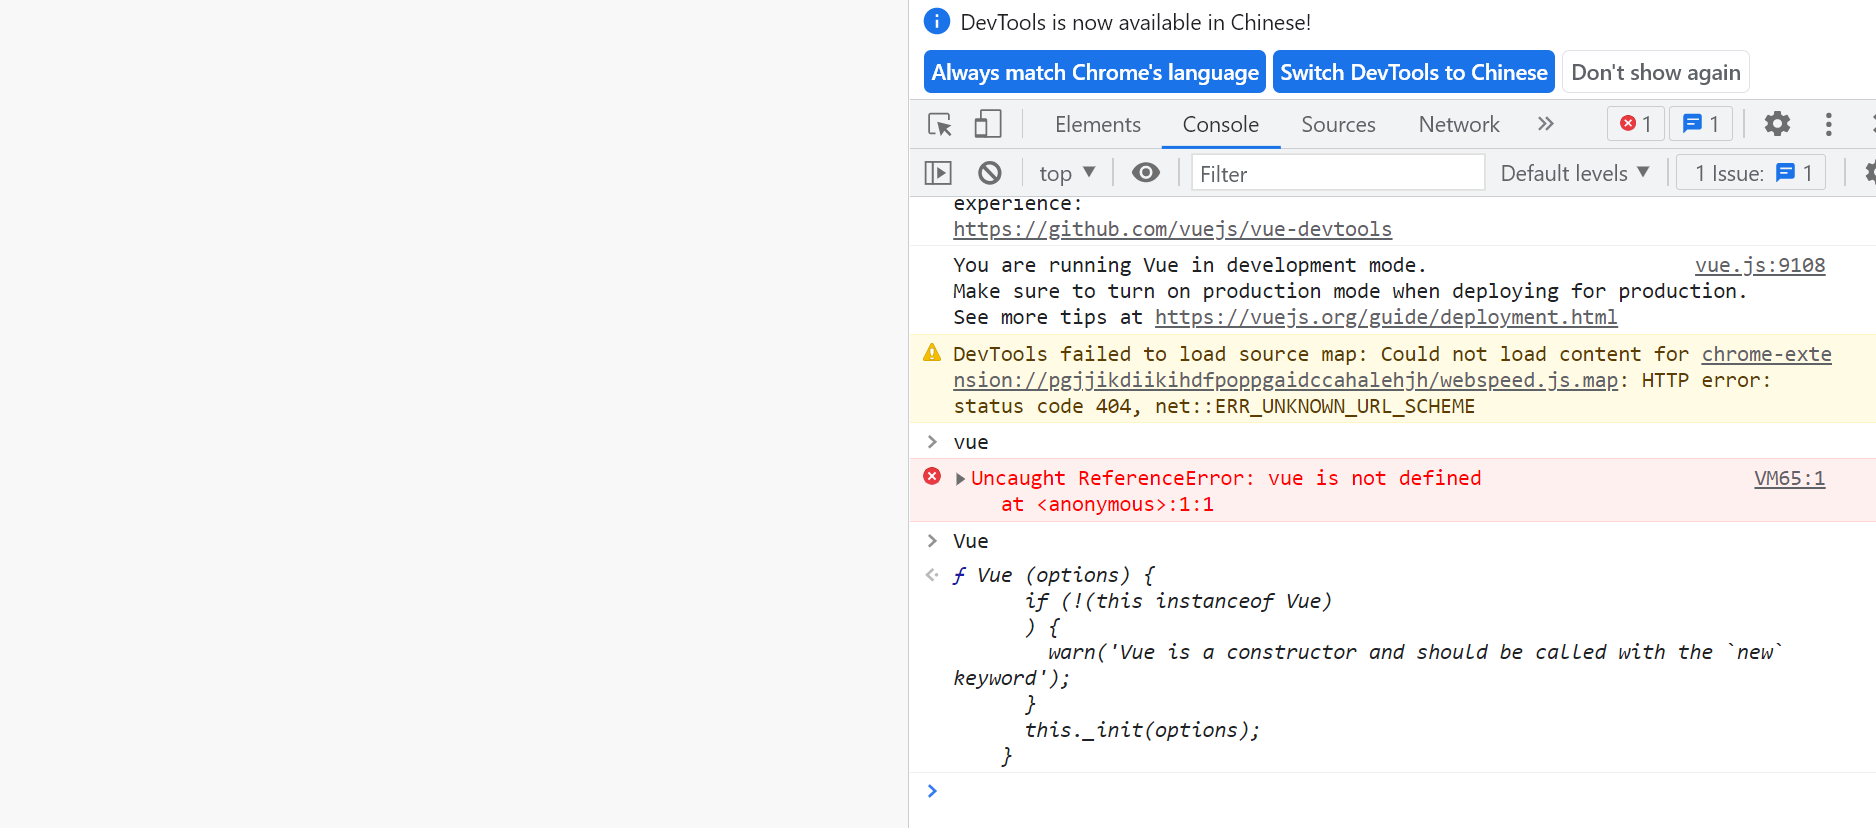 DevTools is now available in Chinese!
Always match Chrome's language Switch DevTools to Chinese Don't show again
Elements Console Sources Network 1 1
top Filter Default levels 1 Issue: 1
experience:
https://github.com/vuejs/vue-devtools
You are running Vue in development mode. vue.js:9108
Make sure to turn on production mode when deploying for production.
See more tips at https://vuejs.org/guide/deployment.html
DevTools failed to load source map: Could not load content for chrome-exte
nsion://pgjjikdiikihdfpoppgaidccahalehjh/webspeed.js.map: HTTP error:
status code 404, net::ERR_UNKNOWN_URL_SCHEME
vue
Uncaught ReferenceError: vue is not defined VM65:1
at <anonymous>:1:1
Vue
ƒ Vue (options) {
if (!(this instanceof Vue)
) {
warn('Vue is a constructor and should be called with the `new`
keyword');
}
this._init(options);
}